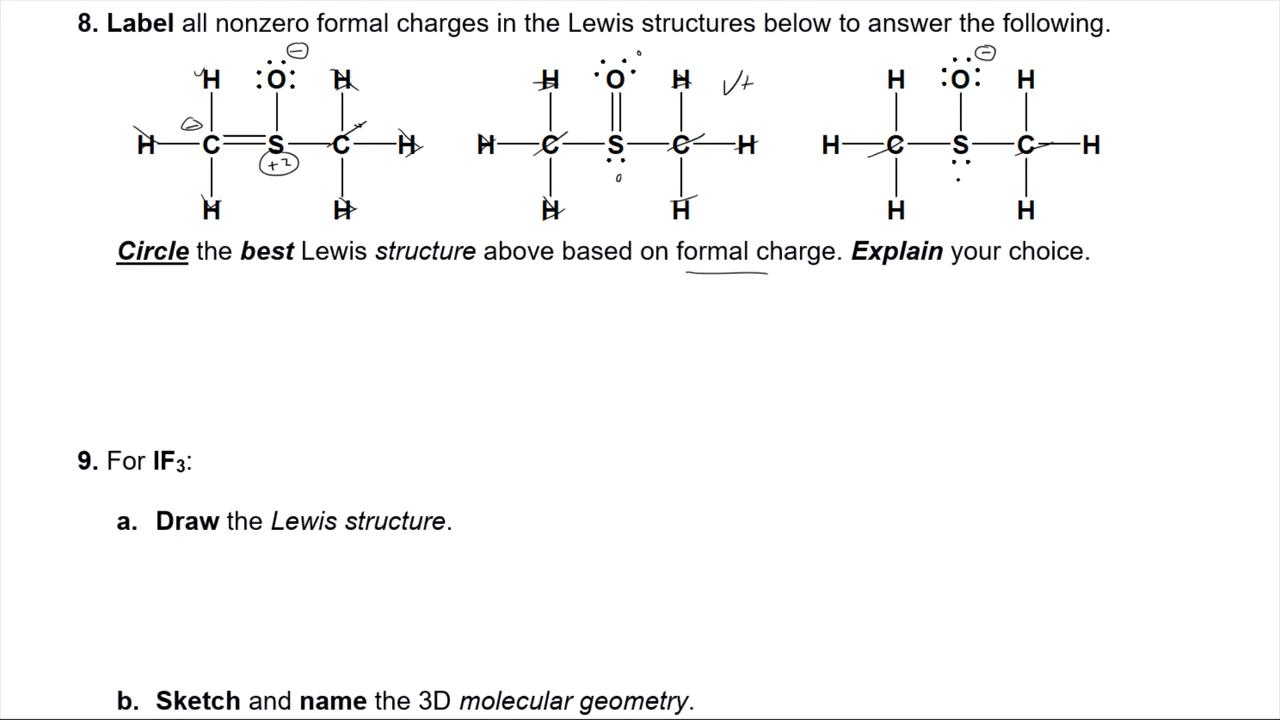 8. Label all nonzero formal charges in the Lewis structures below to answer the following.
⊖ ⊖
H :O: H H O H √+ H :O: H
⊖
H C S C H H C S C H H C S C H
+2 0
H H H H H H
Circle the best Lewis structure above based on formal charge. Explain your choice.
9. For IF₃:
a. Draw the Lewis structure.
b. Sketch and name the 3D molecular geometry.